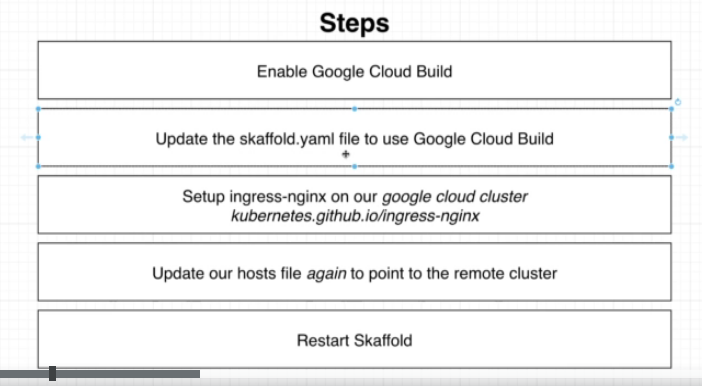 Steps
Enable Google Cloud Build
Update the skaffold.yaml file to use Google Cloud Build
Setup ingress-nginx on our google cloud cluster
kubernetes.github.io/ingress-nginx
Update our hosts file again to point to the remote cluster
Restart Skaffold